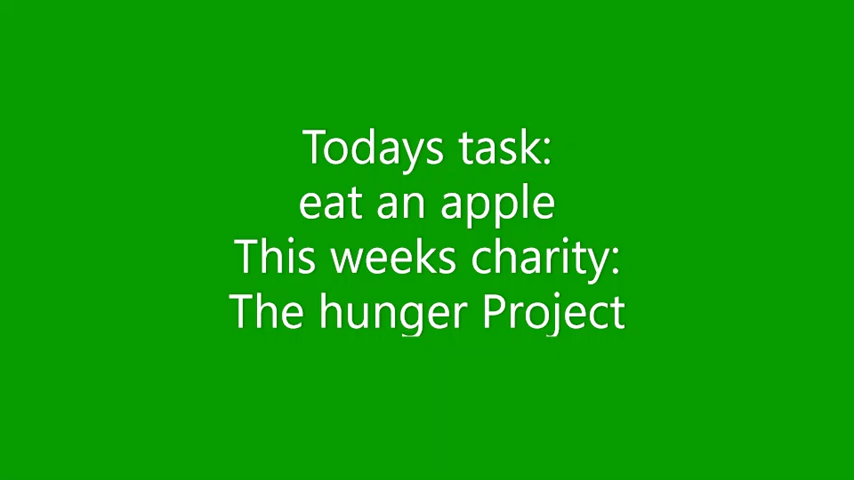 Todays task:
eat an apple
This weeks charity:
The hunger Project